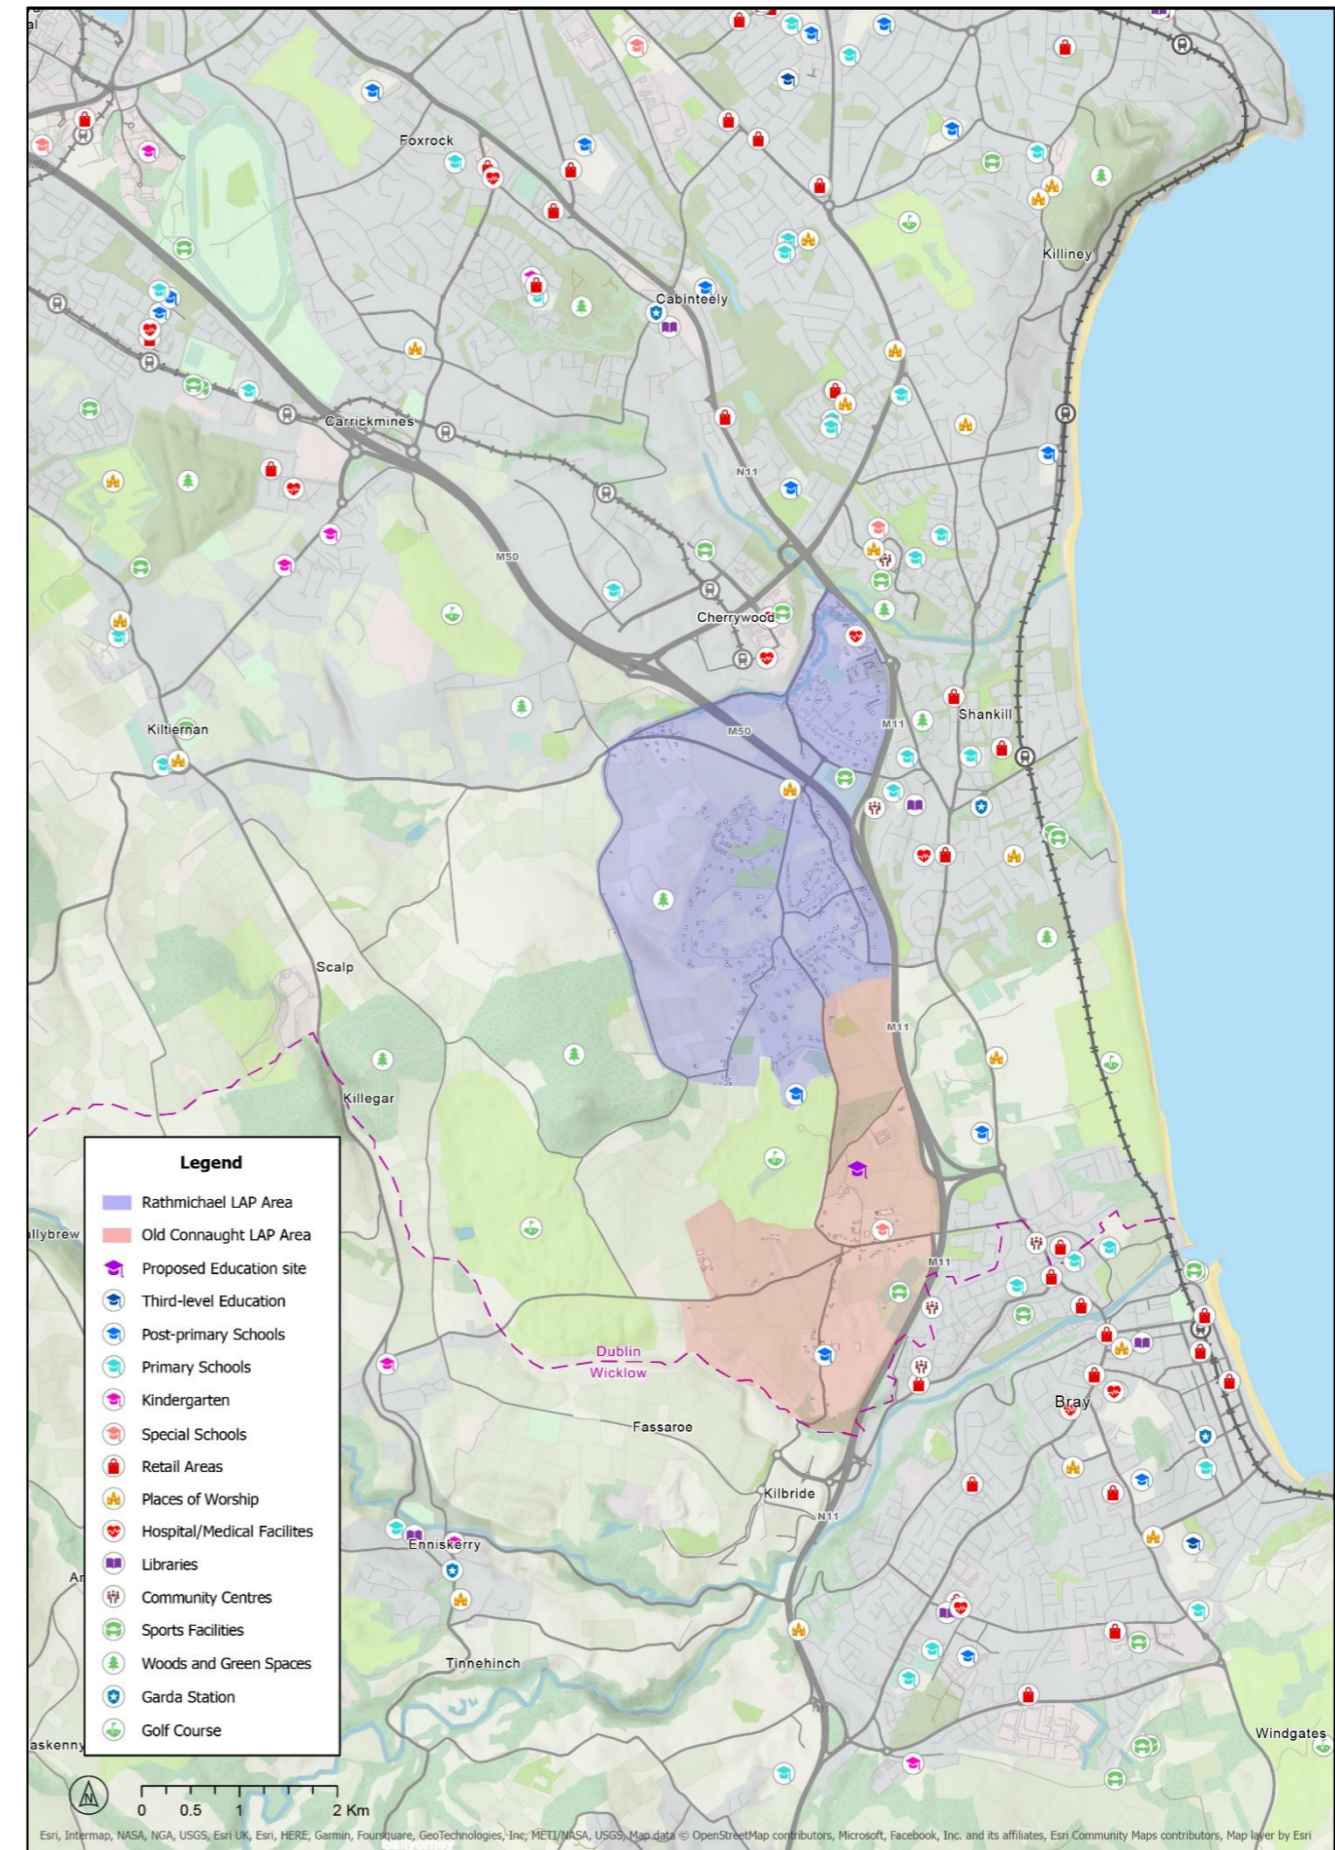 al
Foxrock
Killiney
Cabinteely
Carrickmines
N11
M50
Cherrywood
Kiltiernan
M50
M11
Shankill
Scalp
M11
Killegar
Legend
Rathmichael LAP Area
Old Connaught LAP Area
Proposed Education site
Third-level Education
Post-primary Schools
Primary Schools
Kindergarten
Special Schools
Retail Areas
Places of Worship
Hospital/Medical Facilites
Libraries
Community Centres
Sports Facilities
Woods and Green Spaces
Garda Station
Golf Course
allybrew
M11
Dublin
Wicklow
Bray
Fassaroe
Kilbride
N11
Enniskerry
Ar
Tinnehinch
Windgates
askenny
N
0 0.5 1 2 Km
Esri, Intermap, NASA, NGA, USGS, Esri UK, Esri, HERE, Garmin, Foursquare, GeoTechnologies, Inc, METI/NASA, USGS, Map data © OpenStreetMap contributors, Microsoft, Facebook, Inc. and its affiliates, Esri Community Maps contributors, Map layer by Esri